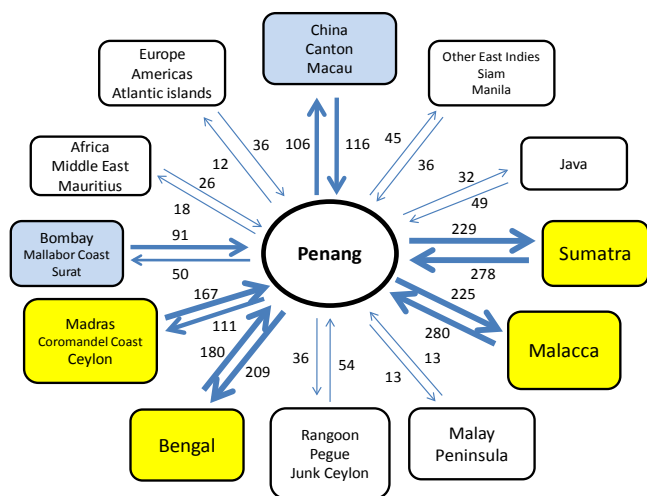 China
Canton
Macau
Europe
Americas
Atlantic islands
Other East Indies
Siam
Manila
36
12
106
116
45
36
Africa
Middle East
Mauritius
26
18
32
49
Java
Bombay
Mallabor Coast
Surat
91
50
Penang
229
278
Sumatra
Madras
Coromandel Coast
Ceylon
167
111
225
280
Malacca
180
209
36
54
13
13
Bengal
Rangoon
Pegue
Junk Ceylon
Malay
Peninsula